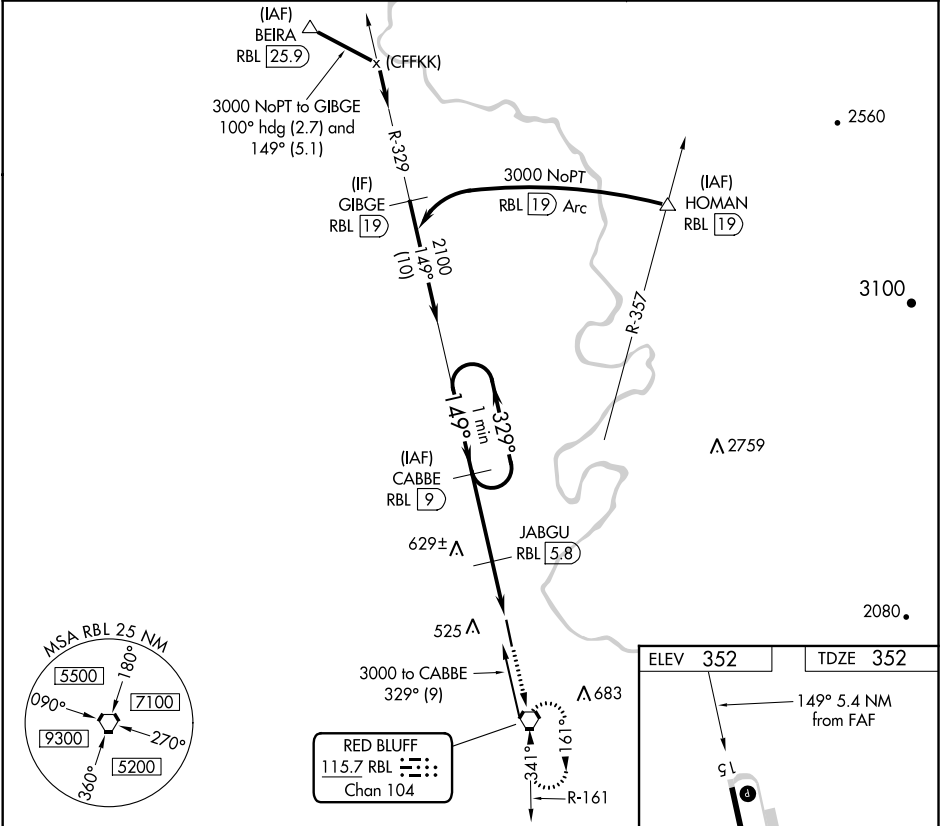 (IAF)
BEIRA
RBL 25.9
(CFFKK)
3000 NoPT to GIBGE
100° hdg (2.7) and
149° (5.1)
R-329
2560
(IF)
GIBGE
RBL 19
3000 NoPT
RBL 19 Arc
(IAF)
HOMAN
RBL 19
2100
149°
(10)
R-357
3100
149°
1 min
329°
(IAF)
CABBE
RBL 9
2759
629±
JABGU
RBL 5.8
525
2080
3000 to CABBE
329° (9)
683
MSA RBL 25 NM
5500
180°
7100
090°
270°
9300
5200
360°
RED BLUFF
115.7 RBL
Chan 104
341°
161°
R-161
ELEV 352
TDZE 352
149° 5.4 NM
from FAF
15
P